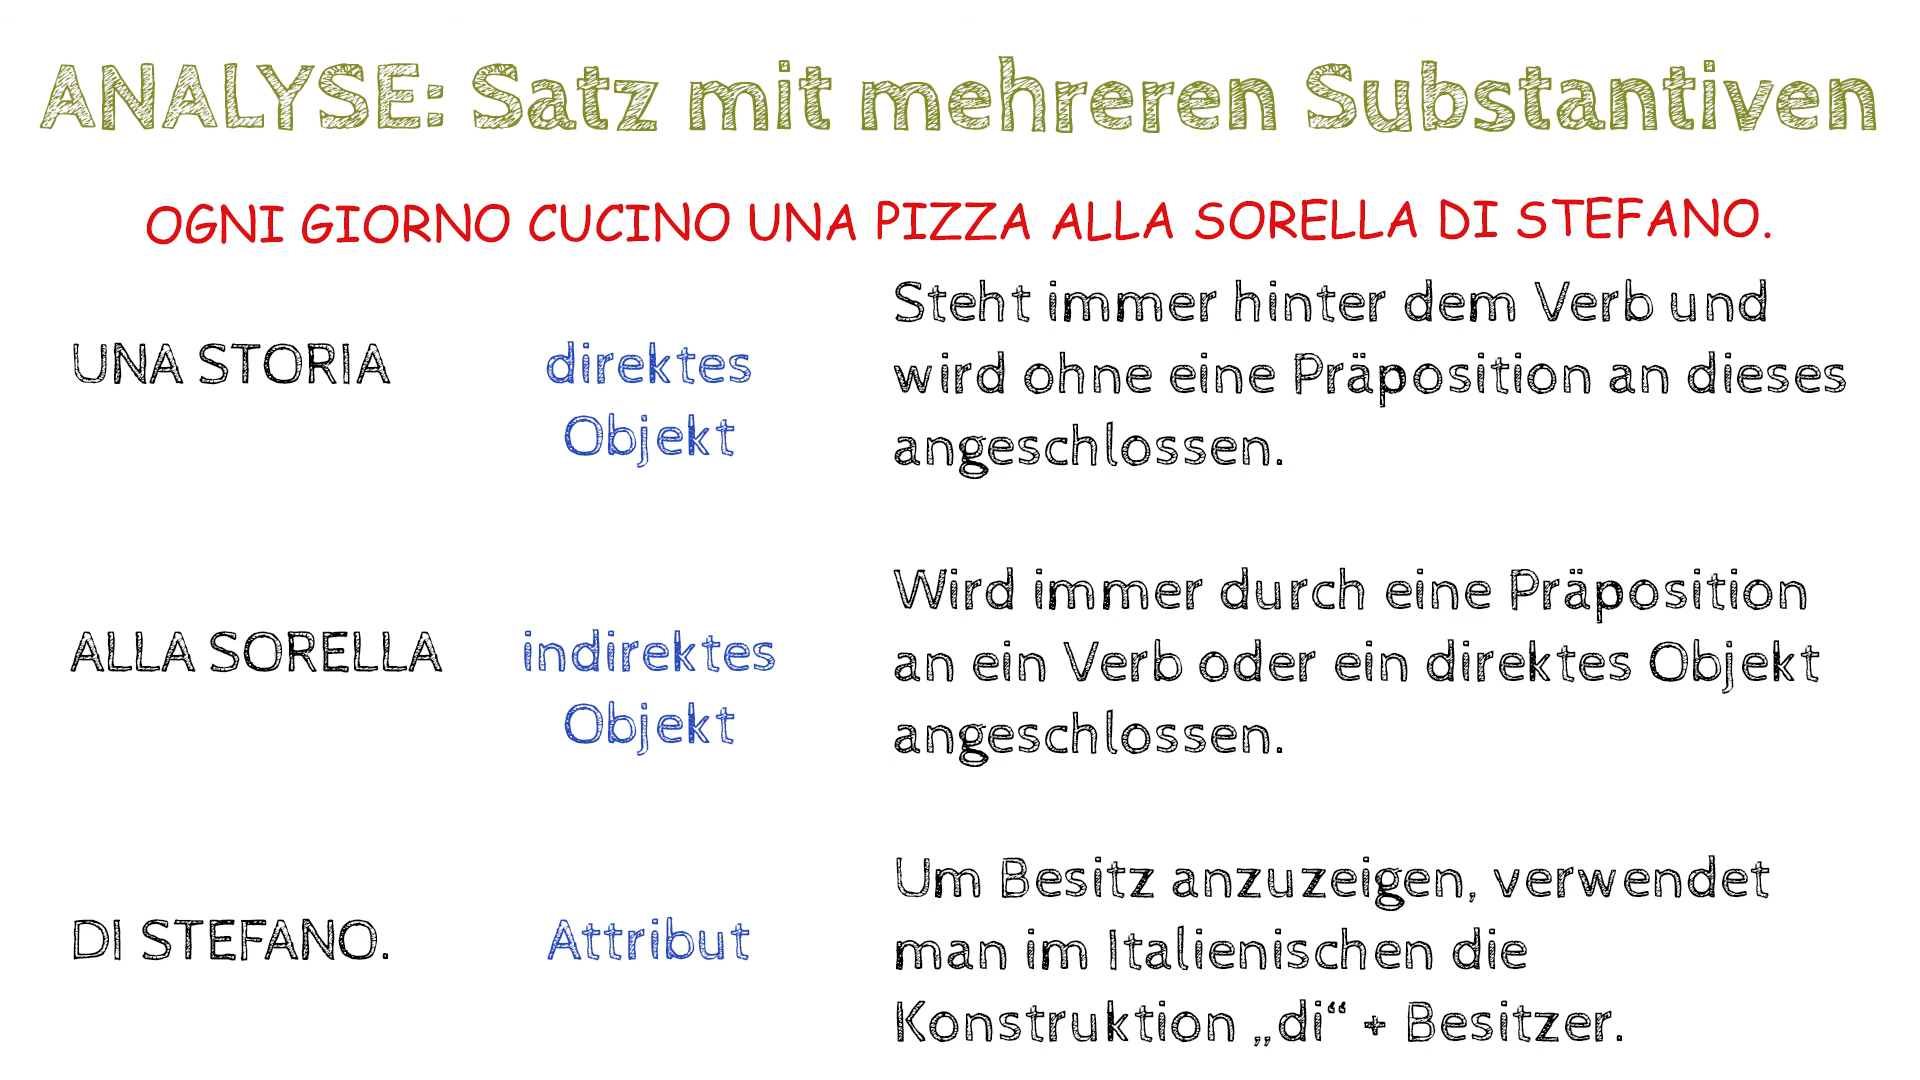 ANALYSE: Satz mit mehreren Substantiven
OGNI GIORNO CUCINO UNA PIZZA ALLA SORELLA DI STEFANO.
UNA STORIA
direktes
Objekt
Steht immer hinter dem Verb und
wird ohne eine Präposition an dieses
angeschlossen.
ALLA SORELLA
indirektes
Objekt
Wird immer durch eine Präposition
an ein Verb oder ein direktes Objekt
angeschlossen.
DI STEFANO.
Attribut
Um Besitz anzuzeigen, verwendet
man im Italienischen die
Konstruktion „di“ + Besitzer.